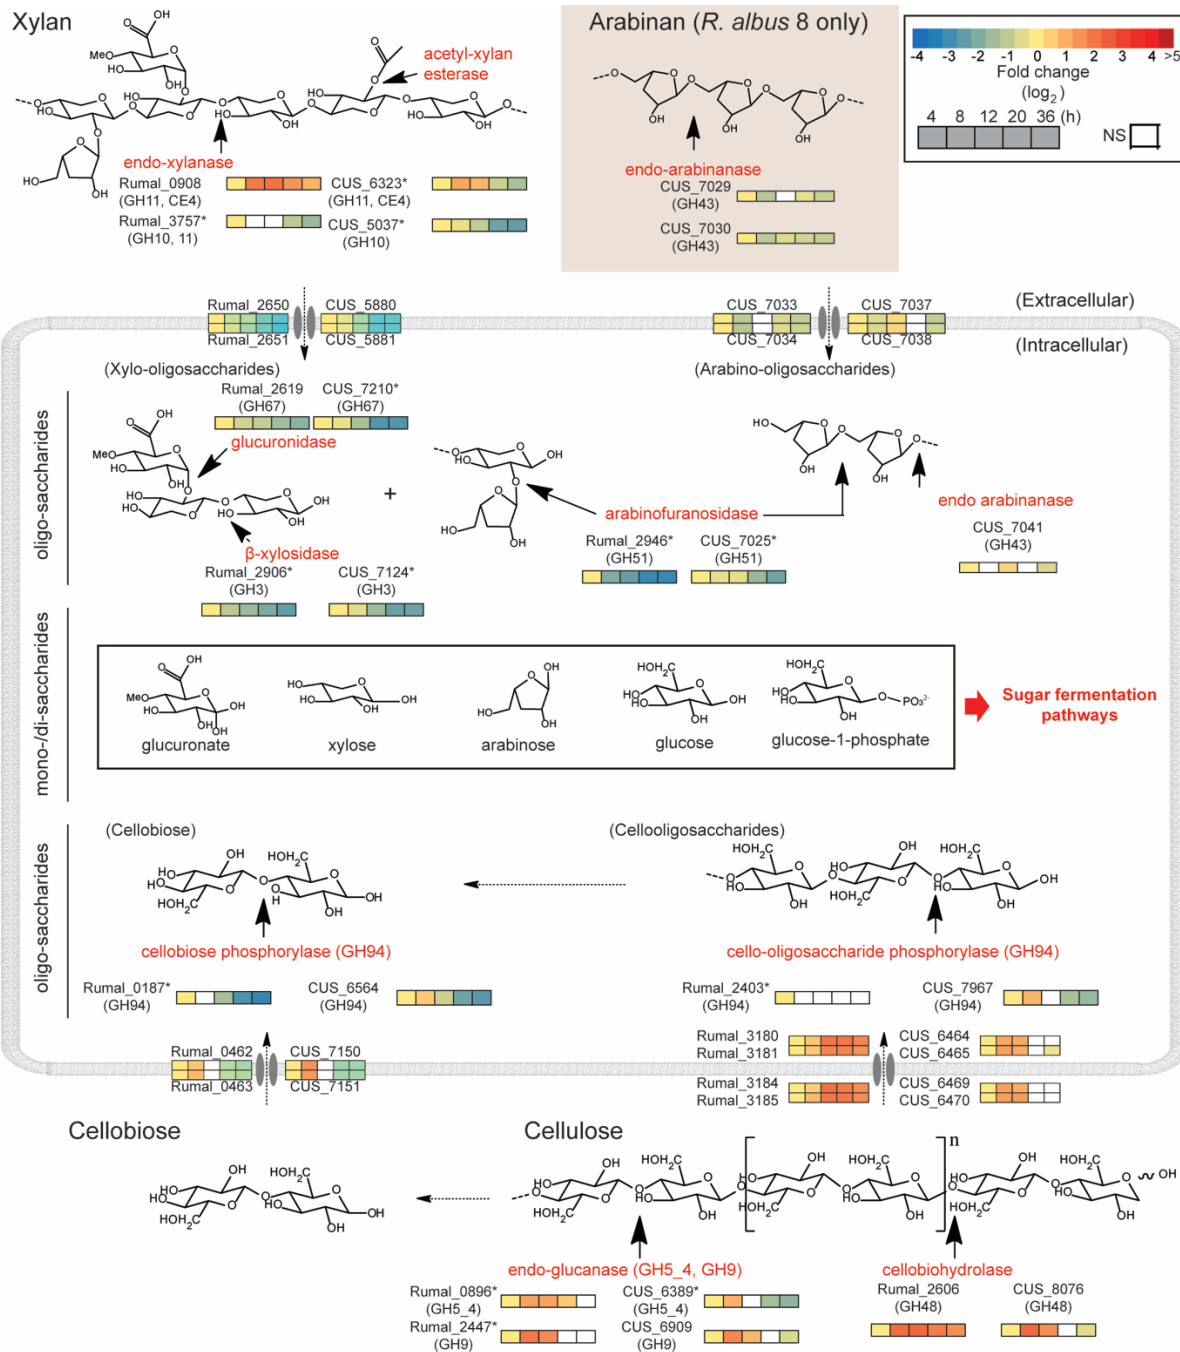 Xylan
Arabinan (R. albus 8 only)
-4 -3 -2 -1 0 1 2 3 4 >5
Fold change
(log2)
4 8 12 20 36 (h)
NS
acetyl-xylan
esterase
endo-xylanase
Rumal_0908
(GH11, CE4)
CUS_6323*
(GH11, CE4)
Rumal_3757*
(GH10, 11)
CUS_5037*
(GH10)
endo-arabinanase
CUS_7029
(GH43)
CUS_7030
(GH43)
Rumal_2650
Rumal_2651
CUS_5880
CUS_5881
CUS_7033
CUS_7034
CUS_7037
CUS_7038
(Extracellular)
(Intracellular)
(Xylo-oligosaccharides)
(Arabino-oligosaccharides)
oligo-saccharides
Rumal_2619
(GH67)
CUS_7210*
(GH67)
glucuronidase
+
β-xylosidase
Rumal_2906*
(GH3)
CUS_7124*
(GH3)
arabinofuranosidase
Rumal_2946*
(GH51)
CUS_7025*
(GH51)
endo arabinanase
CUS_7041
(GH43)
mono-/di-saccharides
glucuronate
xylose
arabinose
glucose
glucose-1-phosphate
Sugar fermentation
pathways
oligo-saccharides
(Cellobiose)
(Cellooligosaccharides)
cellobiose phosphorylase (GH94)
cello-oligosaccharide phosphorylase (GH94)
Rumal_0187*
(GH94)
CUS_6564
(GH94)
Rumal_2403*
(GH94)
CUS_7967
(GH94)
Rumal_0462
Rumal_0463
CUS_7150
CUS_7151
Rumal_3180
Rumal_3181
CUS_6464
CUS_6465
Rumal_3184
Rumal_3185
CUS_6469
CUS_6470
Cellobiose
Cellulose
n
endo-glucanase (GH5_4, GH9)
Rumal_0896*
(GH5_4)
CUS_6389*
(GH5_4)
Rumal_2447*
(GH9)
CUS_6909
(GH9)
cellobiohydrolase
Rumal_2606
(GH48)
CUS_8076
(GH48)